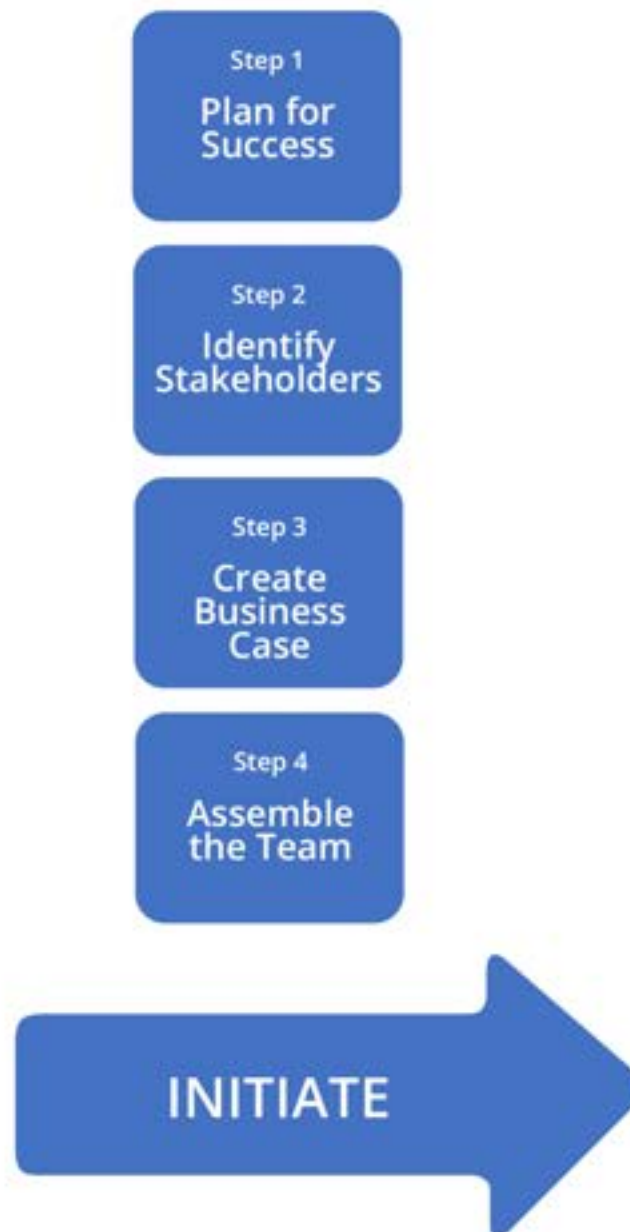 Step 1
Plan for
Success
Step 2
Identify
Stakeholders
Step 3
Create
Business
Case
Step 4
Assemble
the Team
INITIATE